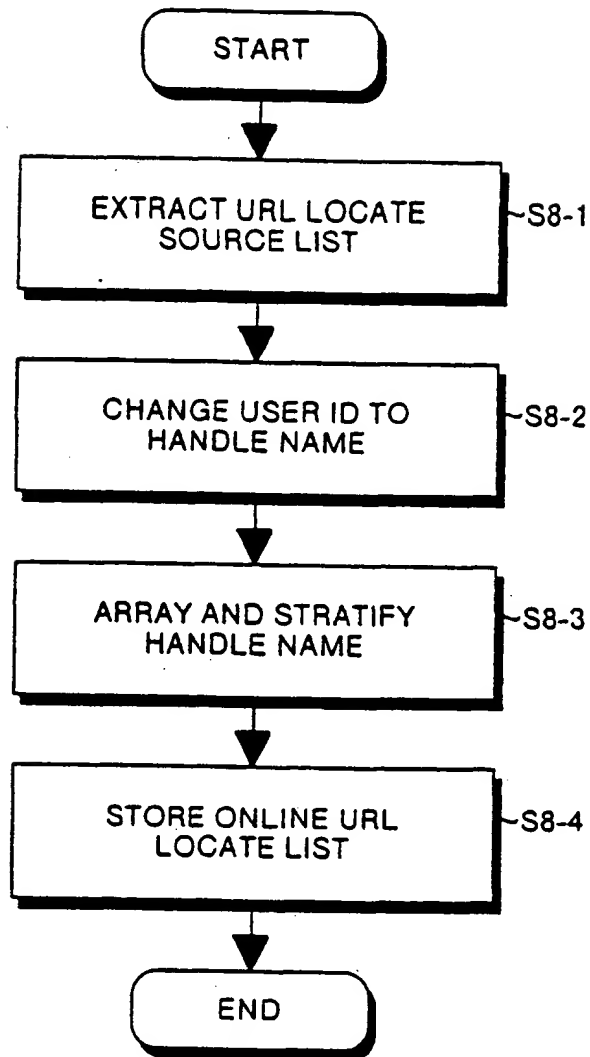 START
EXTRACT URL LOCATE
SOURCE LIST
S8-1
CHANGE USER ID TO
HANDLE NAME
S8-2
ARRAY AND STRATIFY
HANDLE NAME
S8-3
STORE ONLINE URL
LOCATE LIST
S8-4
END